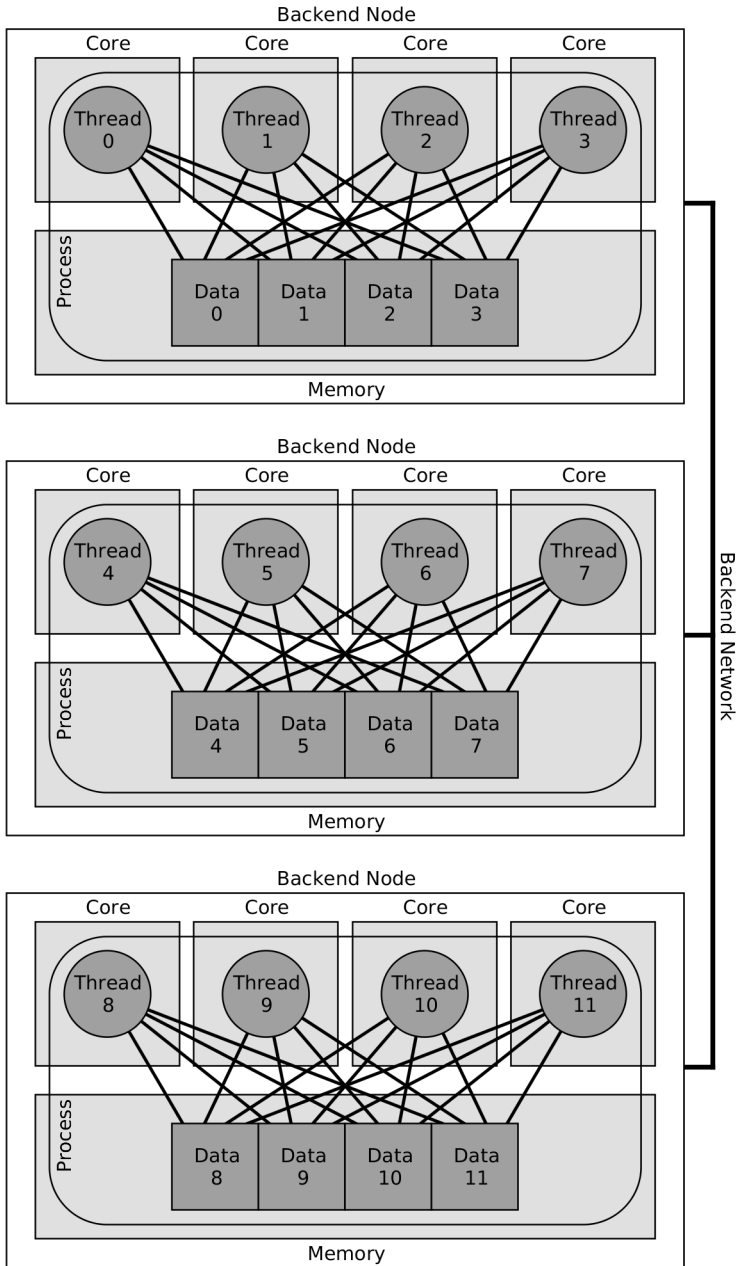 Backend Node
Core Core Core Core
Thread Thread Thread Thread
0 1 2 3
Process
Data Data Data Data
0 1 2 3
Memory
Backend Node
Core Core Core Core
Thread Thread Thread Thread
4 5 6 7
Backend Network
Process
Data Data Data Data
4 5 6 7
Memory
Backend Node
Core Core Core Core
Thread Thread Thread Thread
8 9 10 11
Process
Data Data Data Data
8 9 10 11
Memory